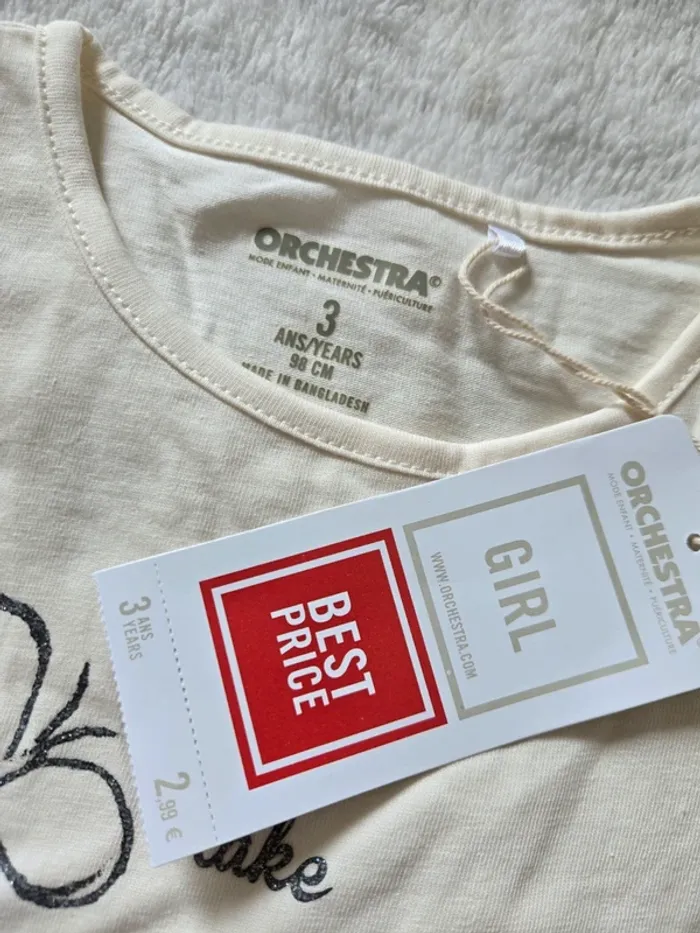 ORCHESTRA©
MODE ENFANT • MATERNITÉ • PUÉRICULTURE
3
ANS/YEARS
98 CM
MADE IN BANGLADESH
ORCHESTRA
MODE ENFANT • MATERNITÉ • PUÉRICULTURE
GIRL
WWW.ORCHESTRA.COM
BEST
PRICE
3 ANS
YEARS
2,99 €